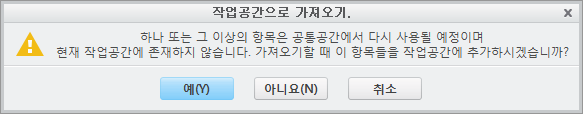 작업공간으로 가져오기.
하나 또는 그 이상의 항목은 공통공간에서 다시 사용될 예정이며
현재 작업공간에 존재하지 않습니다. 가져오기할 때 이 항목들을 작업공간에 추가하시겠습니까?
예(Y) 아니요(N) 취소